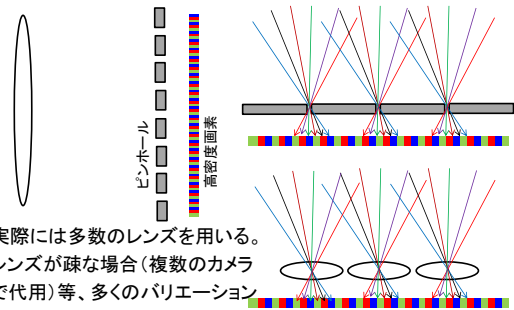 ピンホール
高密度画素
実際には多数のレンズを用いる。
レンズが疎な場合(複数のカメラ
で代用)等、多くのバリエーション